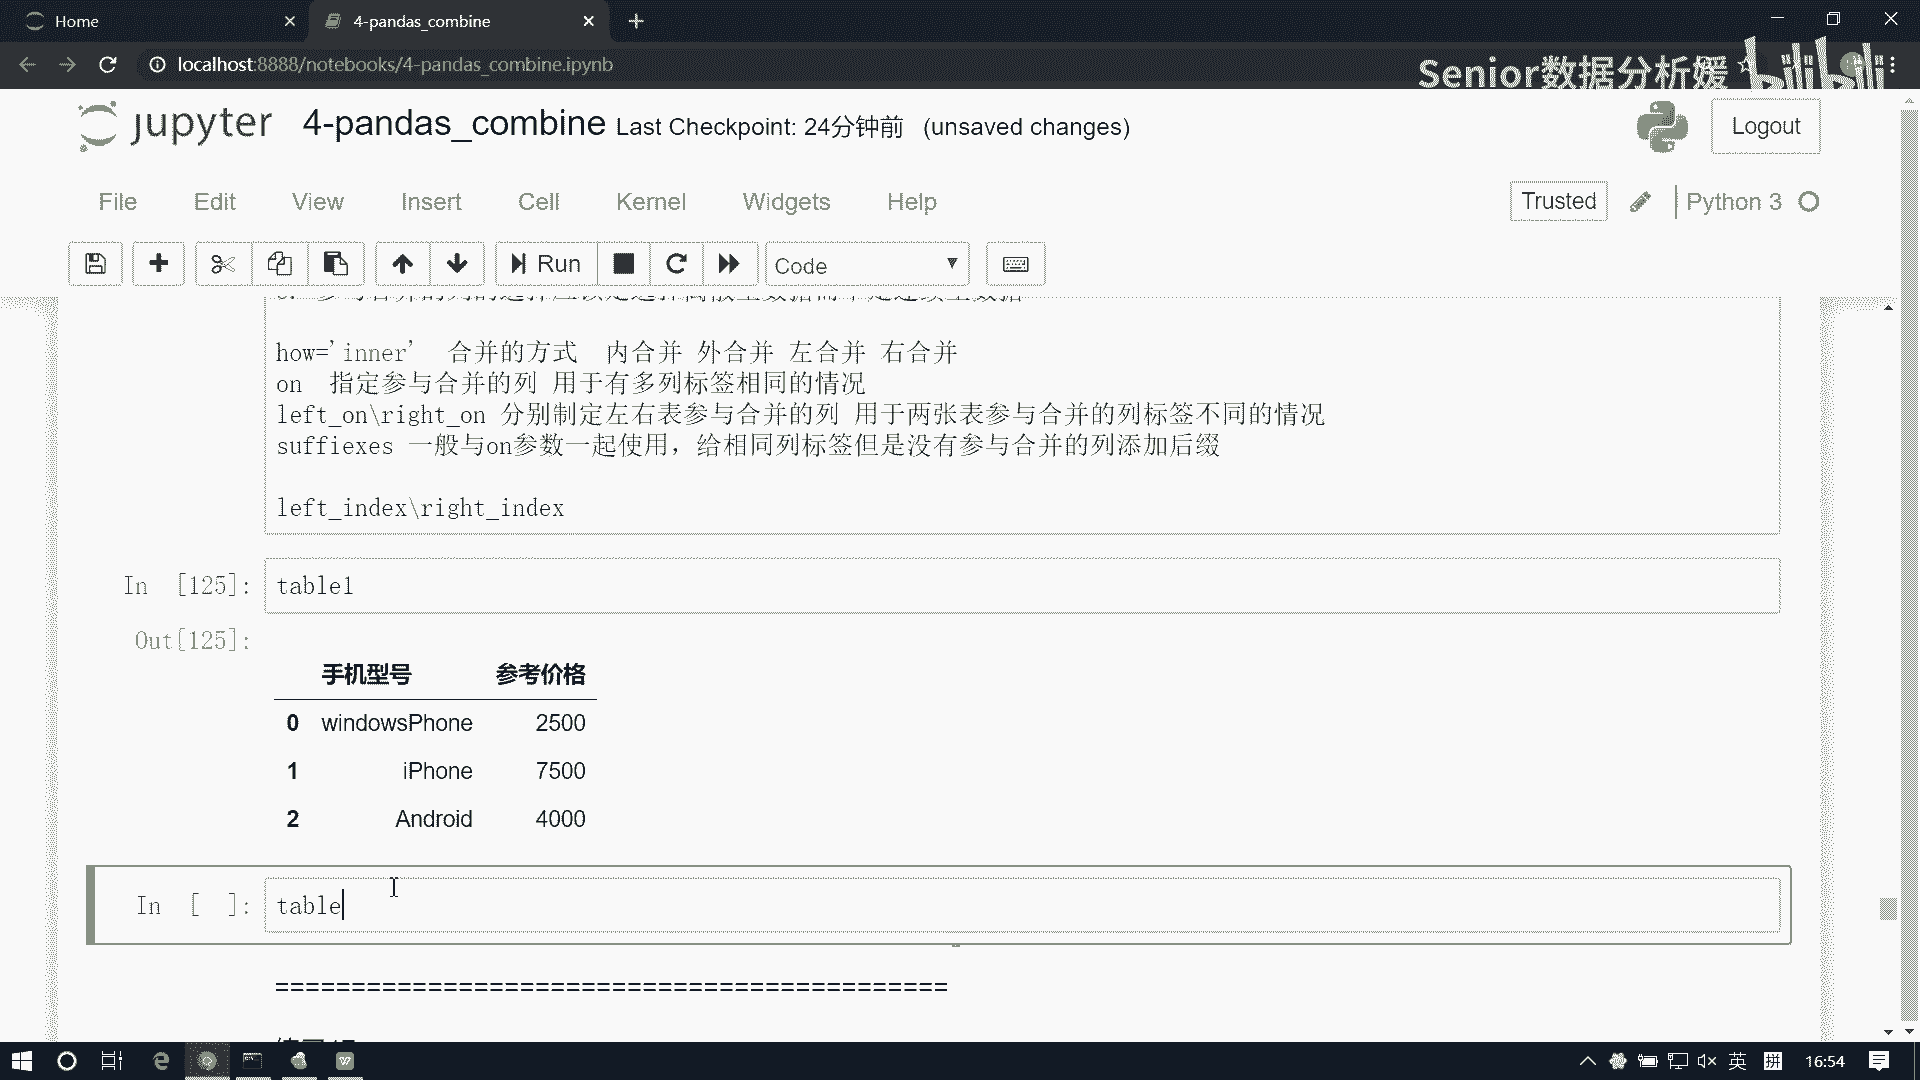 Home
4-pandas_combine
localhost:8888/notebooks/4-pandas_combine.ipynb
Senior数据分析媛
bilibili
jupyter 4-pandas_combine Last Checkpoint: 24分钟前 (unsaved changes)
Logout
File Edit View Insert Cell Kernel Widgets Help
Trusted
Python 3
Run
Code
how='inner' 合并的方式 内合并 外合并 左合并 右合并
on 指定参与合并的列 用于有多列标签相同的情况
left_on\right_on 分别制定左右表参与合并的列 用于两张表参与合并的列标签不同的情况
suffiexes 一般与on参数一起使用，给相同列标签但是没有参与合并的列添加后缀
left_index\right_index
In [125]: table1
Out[125]:
手机型号 参考价格
0 windowsPhone 2500
1 iPhone 7500
2 Android 4000
In [ ]: table
============================================
英
拼
16:54